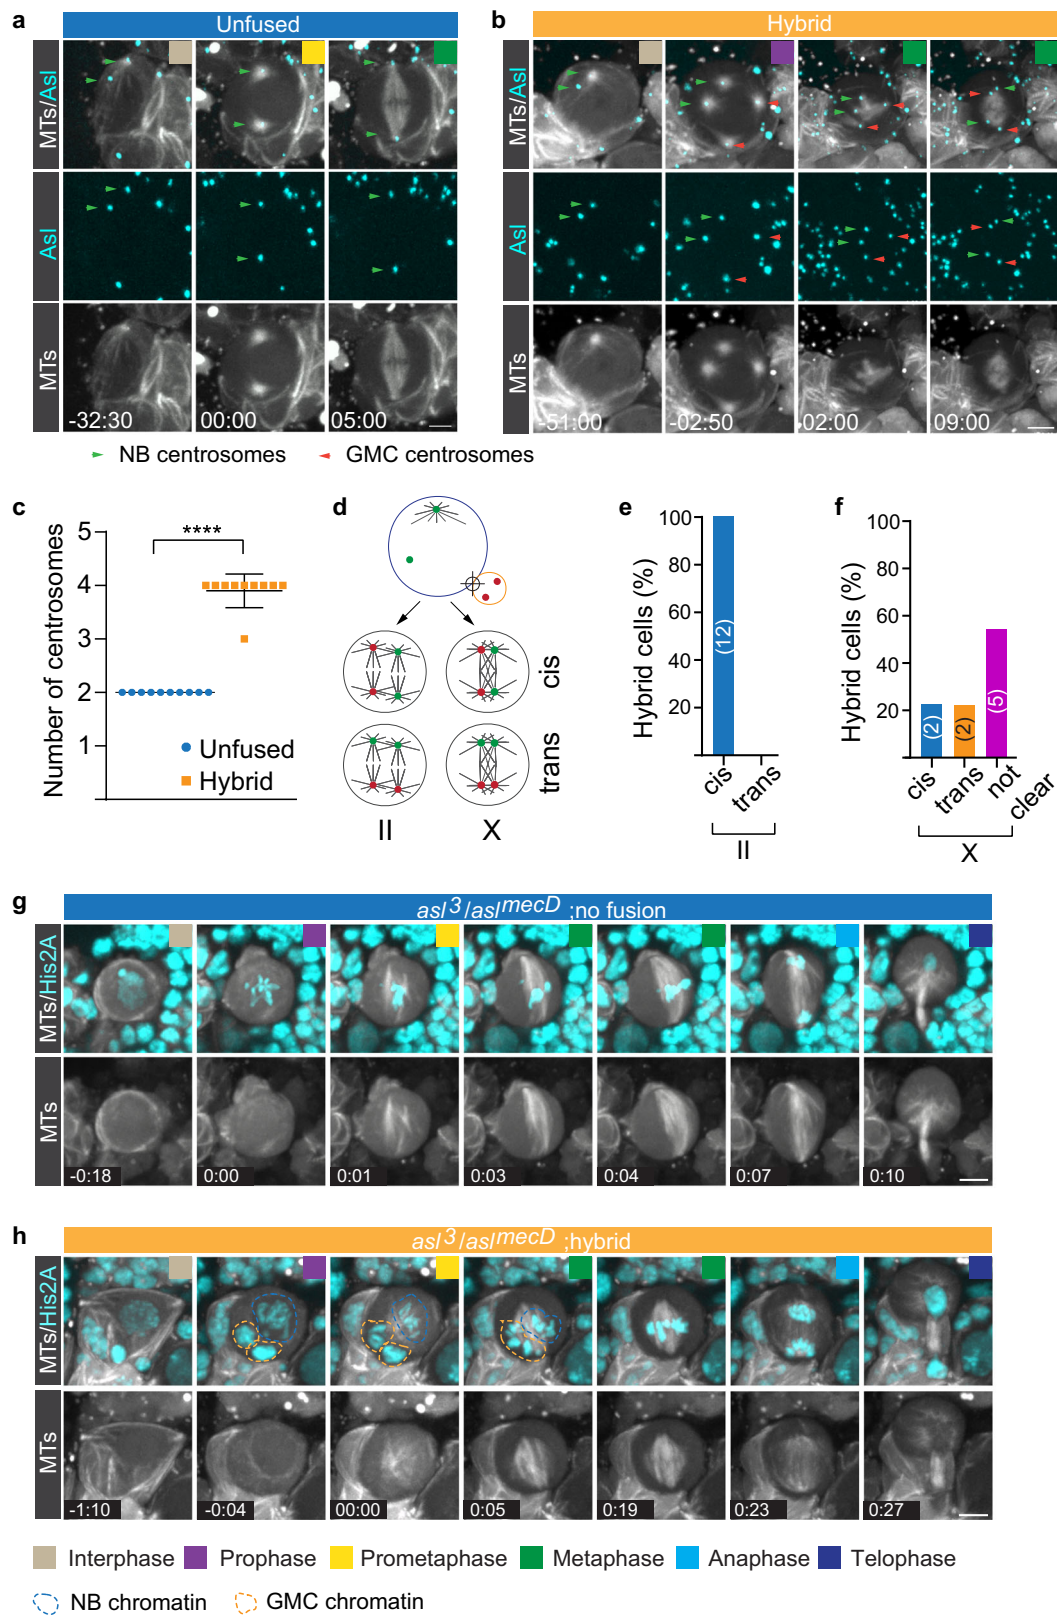 a
Unfused
MTs/Asl
Asl
MTs
-32:30
00:00
05:00
b
Hybrid
MTs/Asl
Asl
MTs
-51:00
-02:50
02:00
09:00
NB centrosomes
GMC centrosomes
c
Number of centrosomes
5
4
3
2
1
****
Unfused
Hybrid
d
cis
trans
II
X
e
Hybrid cells (%)
100
80
60
40
20
(12)
cis
trans
II
f
Hybrid cells (%)
100
80
60
40
20
(2)
(2)
(5)
cis
trans
not
clear
X
g
asl3/aslmecD ;no fusion
MTs/His2A
MTs
-0:18
0:00
0:01
0:03
0:04
0:07
0:10
h
asl3/aslmecD ;hybrid
MTs/His2A
MTs
-1:10
-0:04
00:00
0:05
0:19
0:23
0:27
Interphase
Prophase
Prometaphase
Metaphase
Anaphase
Telophase
NB chromatin
GMC chromatin